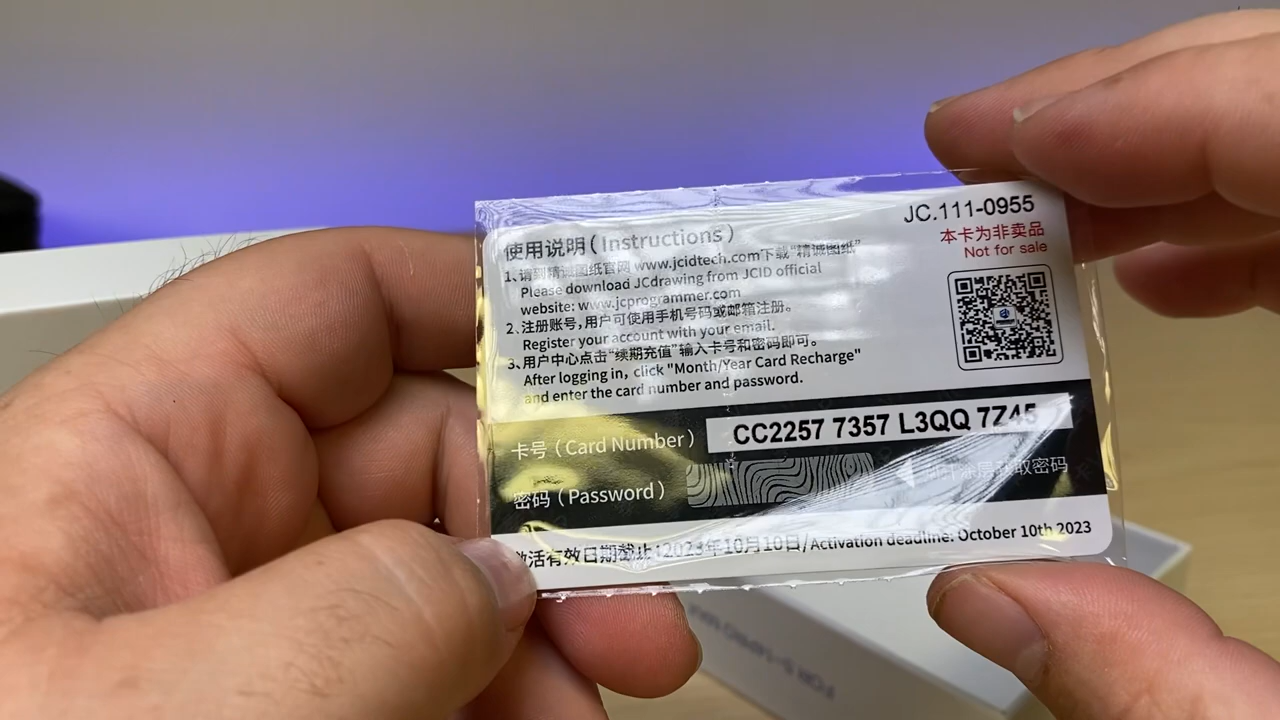 JC.111-0955
本卡为非卖品
Not for sale
使用说明(Instructions)
1、请到精诚图纸官网 www.jcidtech.com下载"精诚图纸"
Please download JCdrawing from JCID official
website: www.jcprogrammer.com
2、注册账号,用户可使用手机号码或邮箱注册。
Register your account with your email.
3、用户中心点击"续期充值"输入卡号和密码即可。
After logging in, click "Month/Year Card Recharge"
and enter the card number and password.
卡号(Card Number)
CC2257 7357 L3QQ 7Z45
密码(Password)
涂层获取密码
激活有效日期截止:2023年10月10日/Activation deadline: October 10th 2023